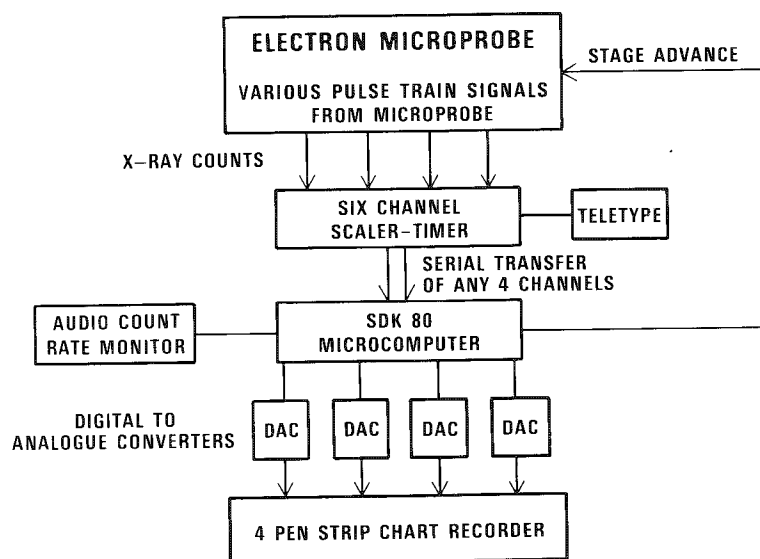 ELECTRON MICROPROBE
STAGE ADVANCE
VARIOUS PULSE TRAIN SIGNALS
FROM MICROPROBE
X-RAY COUNTS
SIX CHANNEL
SCALER-TIMER
TELETYPE
SERIAL TRANSFER
OF ANY 4 CHANNELS
AUDIO COUNT
RATE MONITOR
SDK 80
MICROCOMPUTER
DIGITAL TO
ANALOGUE CONVERTERS
DAC
DAC
DAC
DAC
4 PEN STRIP CHART RECORDER